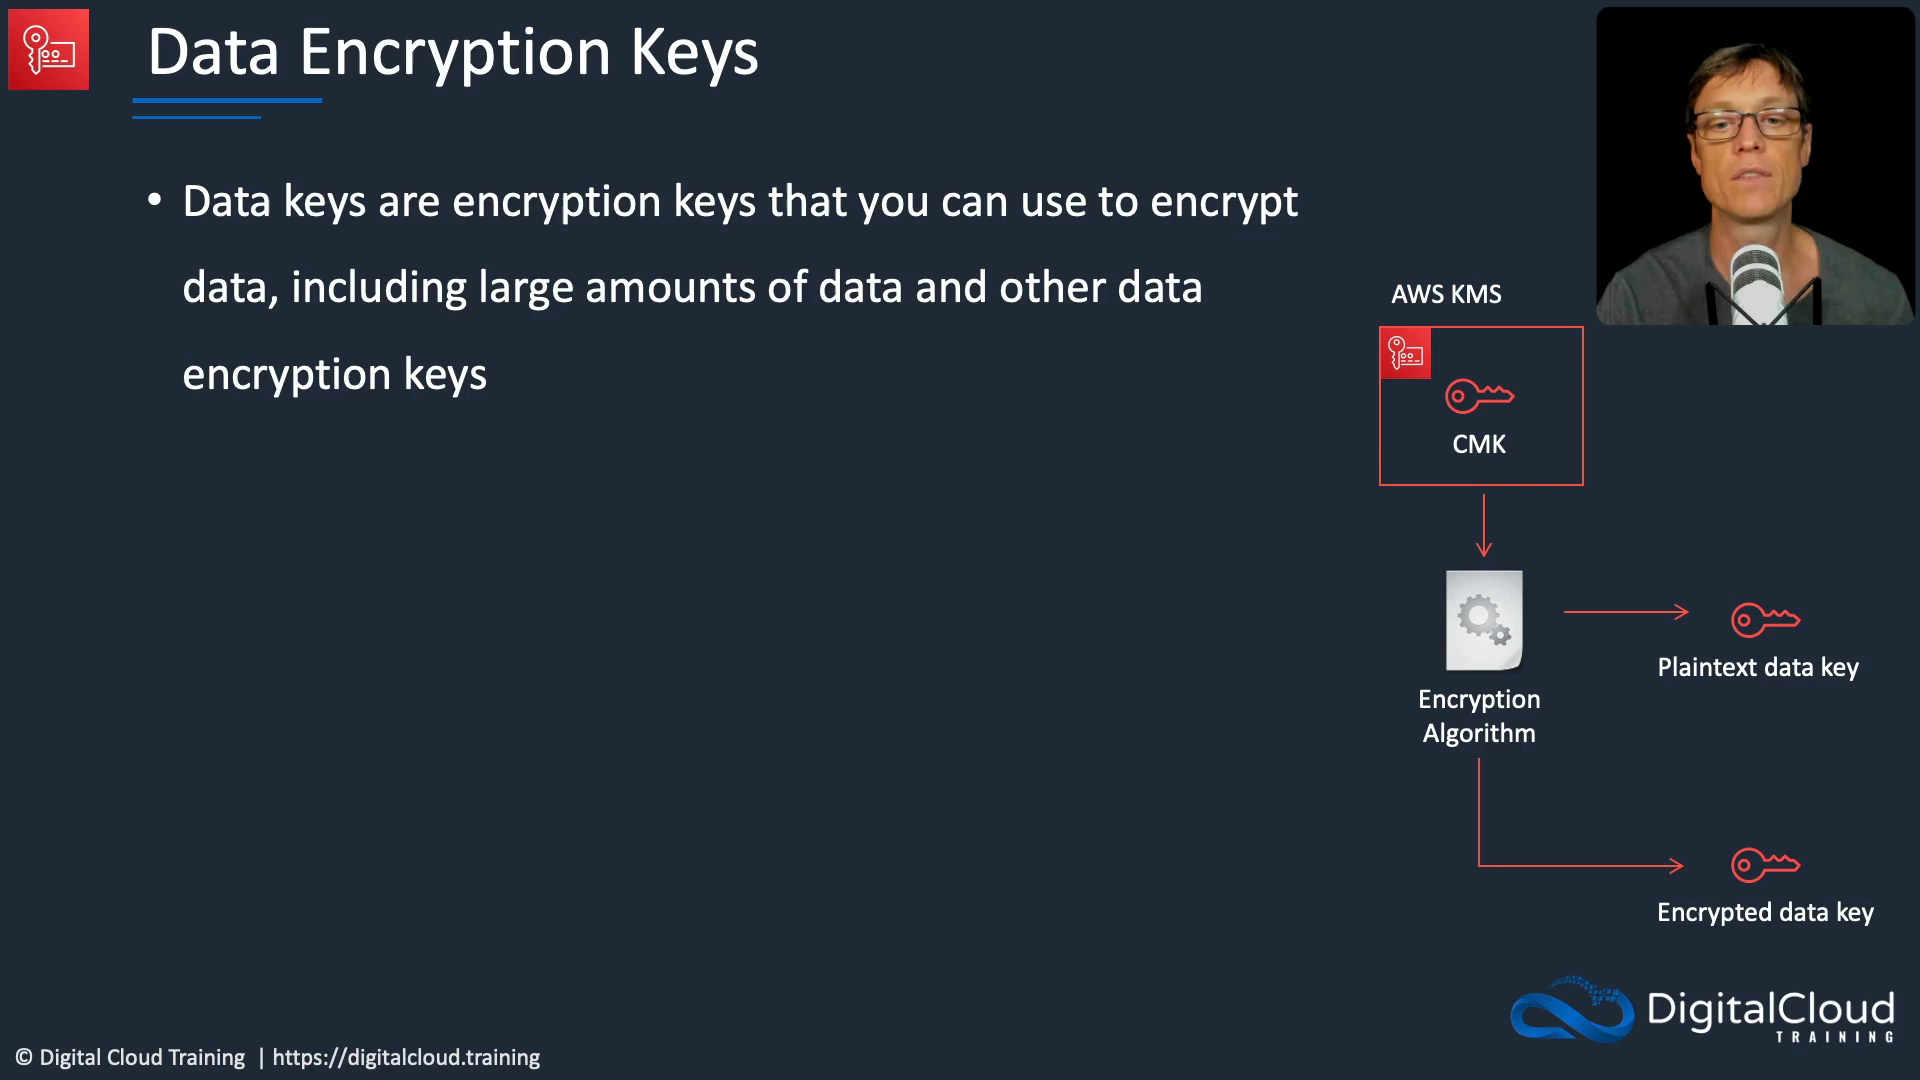 Data Encryption Keys
• Data keys are encryption keys that you can use to encrypt
data, including large amounts of data and other data
encryption keys
AWS KMS
CMK
Encryption
Algorithm
Plaintext data key
Encrypted data key
DigitalCloud
TRAINING
© Digital Cloud Training | https://digitalcloud.training